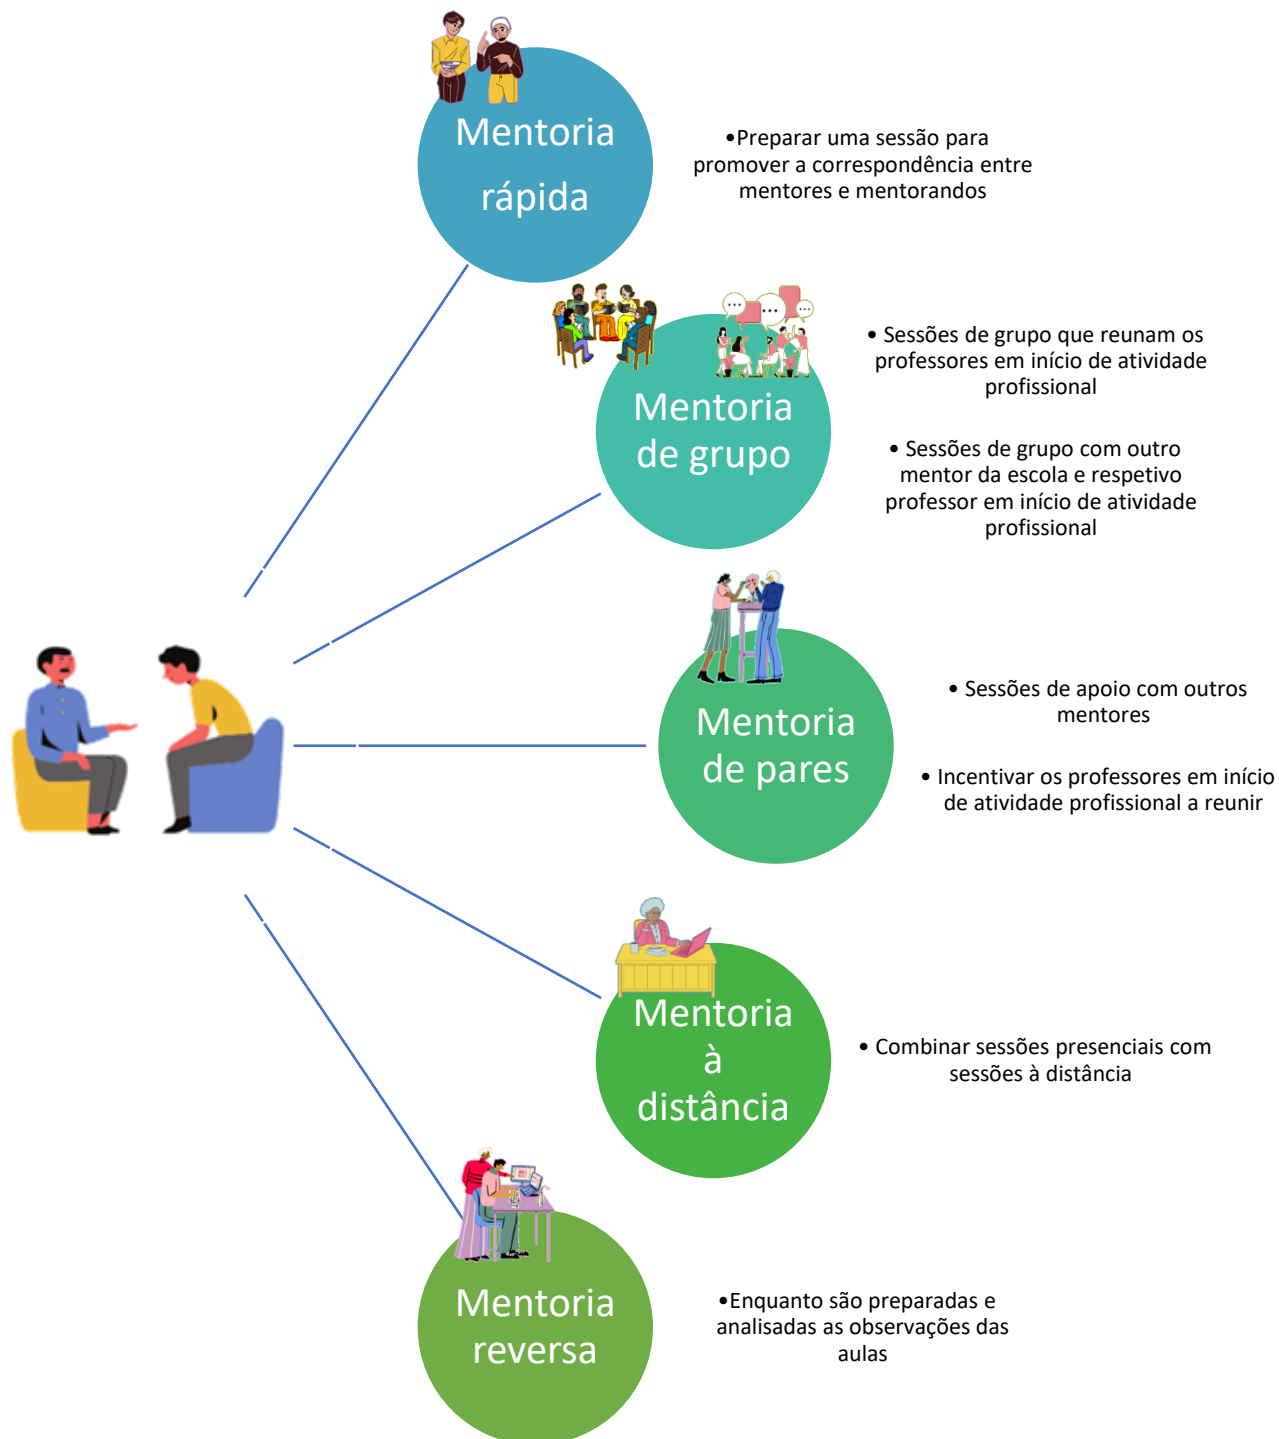 Mentoria
rápida
•Preparar uma sessão para
promover a correspondência entre
mentores e mentorandos
Mentoria
de grupo
• Sessões de grupo que reunam os
professores em início de atividade
profissional
• Sessões de grupo com outro
mentor da escola e respetivo
professor em início de atividade
profissional
Mentoria
de pares
• Sessões de apoio com outros
mentores
• Incentivar os professores em início
de atividade profissional a reunir
Mentoria
à
distância
• Combinar sessões presenciais com
sessões à distância
Mentoria
reversa
•Enquanto são preparadas e
analisadas as observações das
aulas